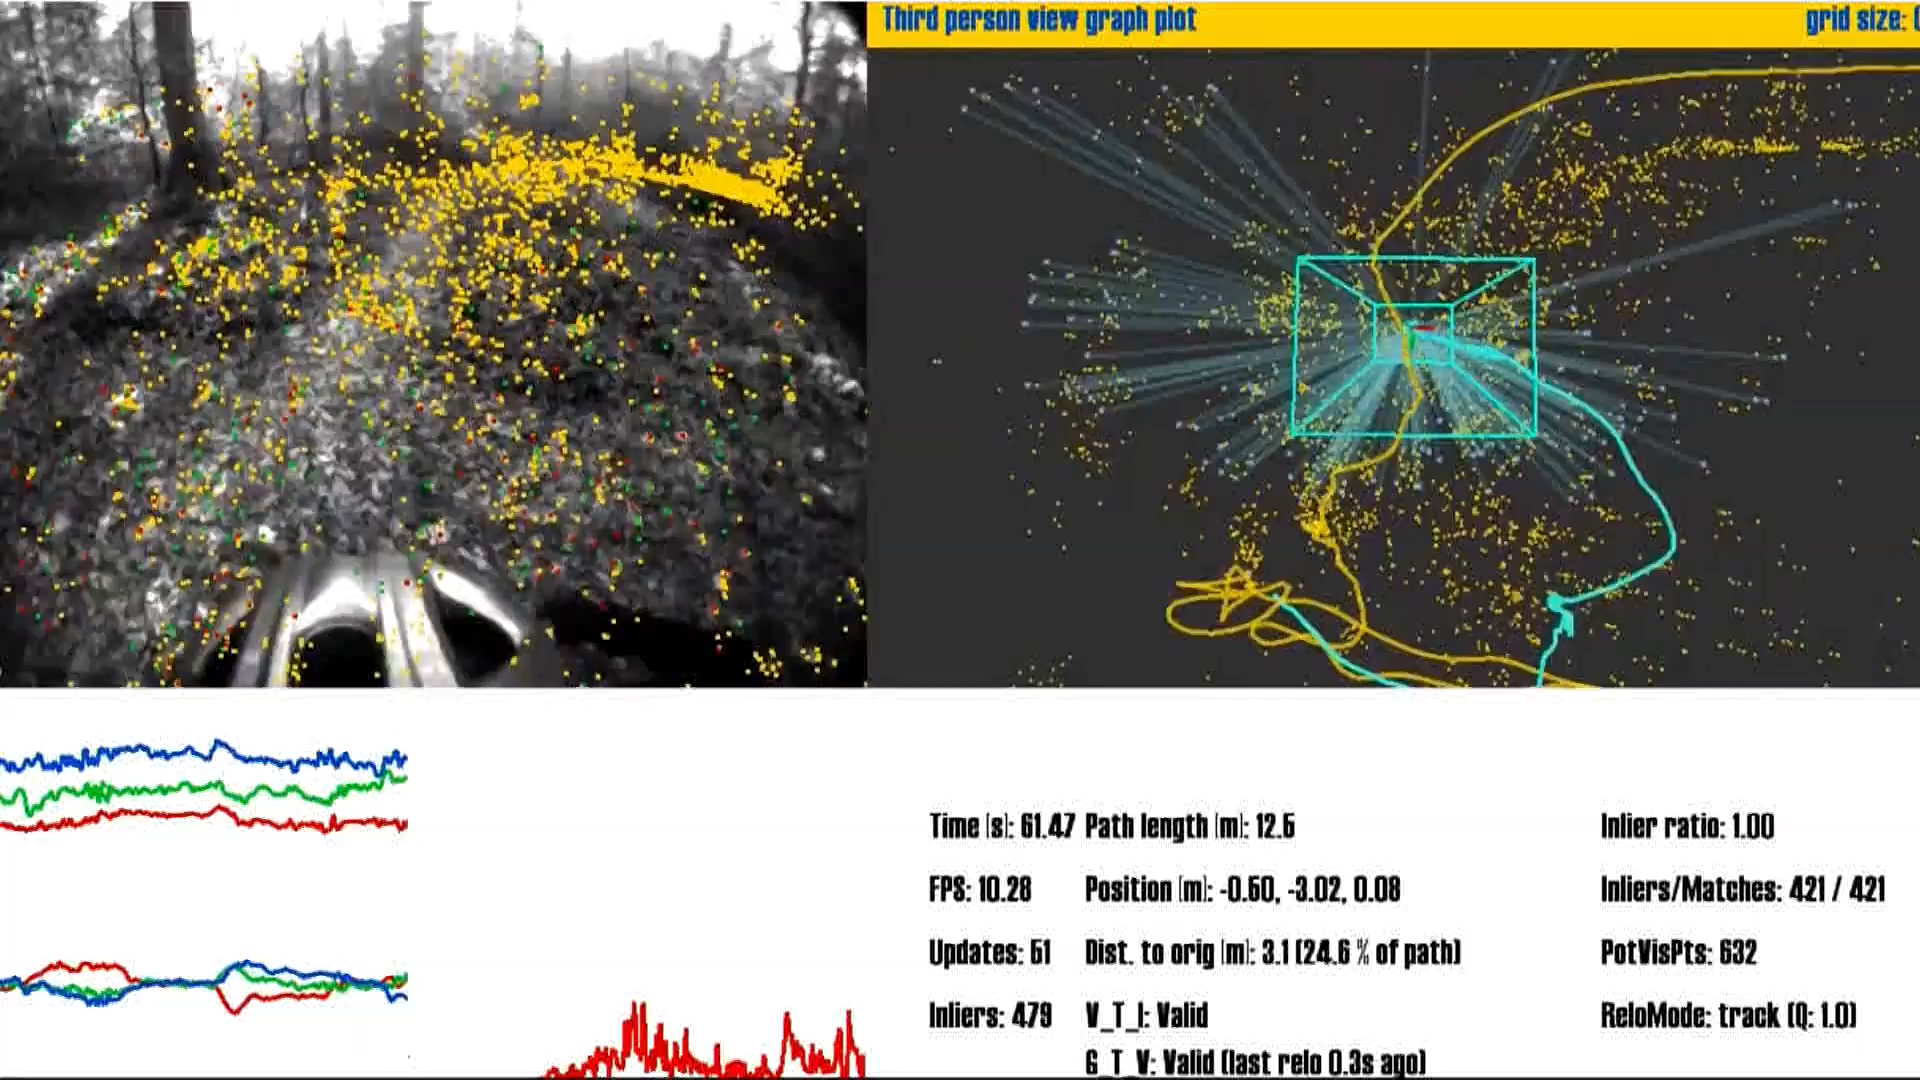 Third person view graph plot
grid size:
Time (s): 61.47 Path length (m): 12.5
Inlier ratio: 1.00
FPS: 10.28 Position (m): -0.60, -3.02, 0.08
Inliers/Matches: 421 / 421
Updates: 51 Dist. to orig (m): 3.1 (24.6 % of path)
PotVisPts: 632
Inliers: 479 V_T_I: Valid
ReloMode: track (Q: 1.0)
G_T_V: Valid (last relo 0.3s ago)